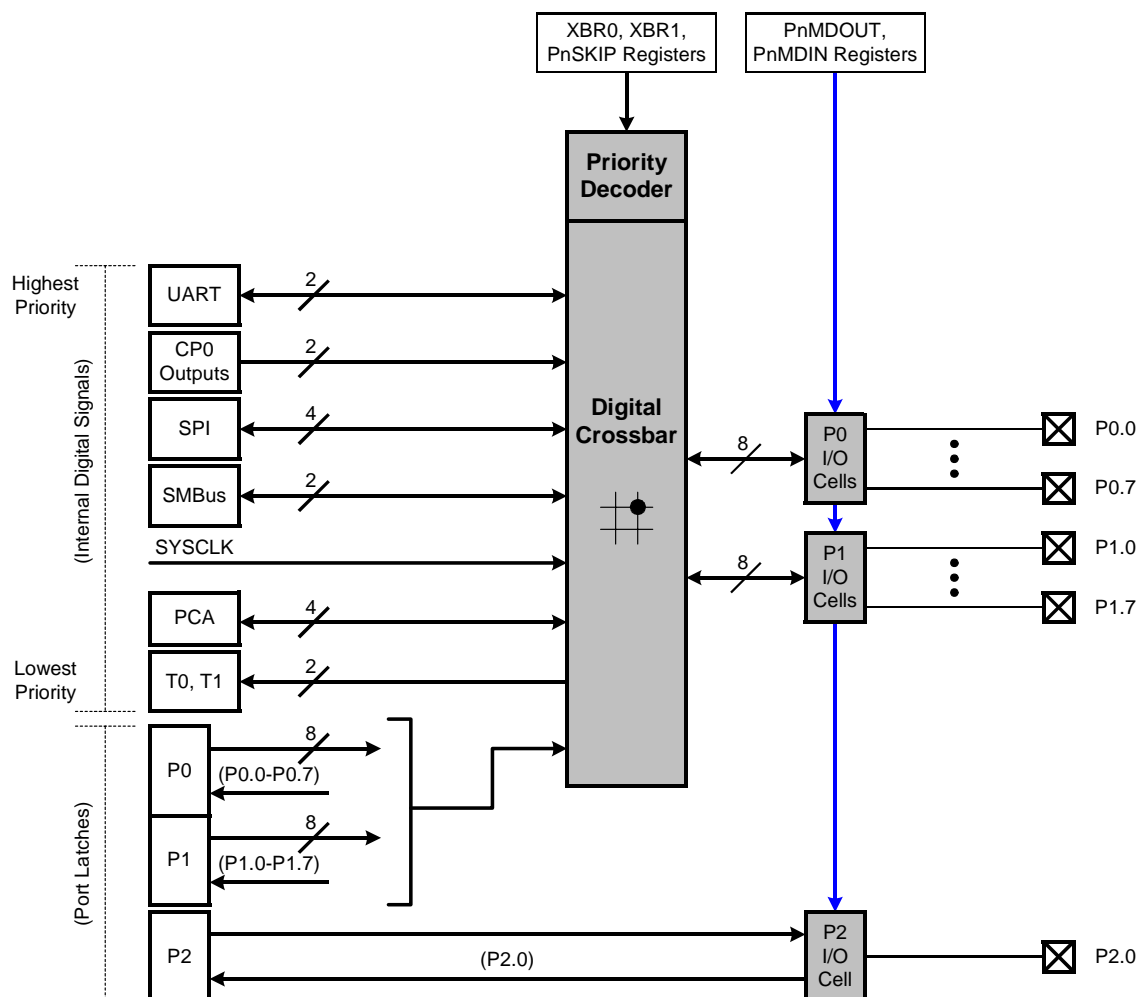 XBR0, XBR1,
PnSKIP Registers
PnMDOUT,
PnMDIN Registers
Priority
Decoder
Highest
Priority
UART
2
CP0
Outputs
2
(Internal Digital Signals)
SPI
4
Digital
Crossbar
8
P0
I/O
Cells
P0.0
P0.7
SMBus
2
SYSCLK
8
P1
I/O
Cells
P1.0
P1.7
PCA
4
Lowest
Priority
T0, T1
2
(Port Latches)
P0
8
(P0.0-P0.7)
P1
8
(P1.0-P1.7)
P2
(P2.0)
P2
I/O
Cell
P2.0